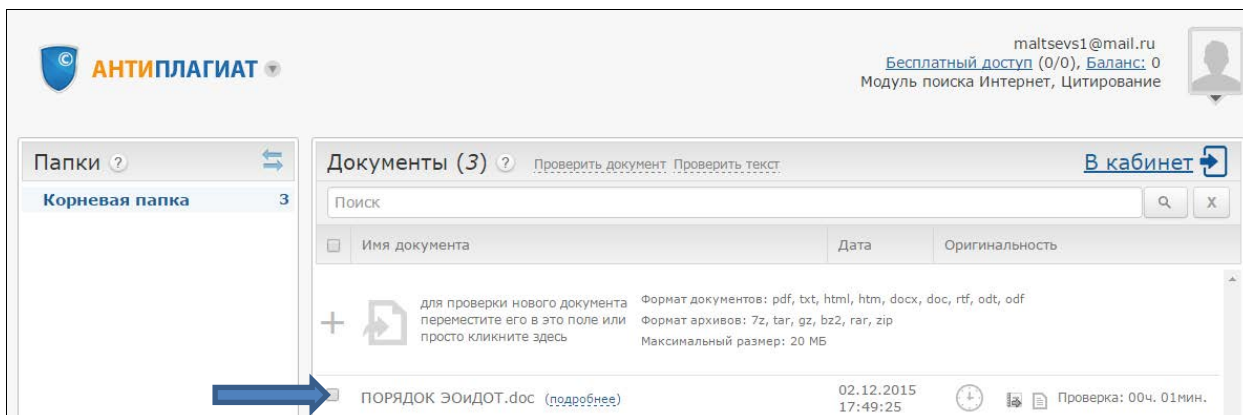 maltsevs1@mail.ru
Бесплатный доступ (0/0), Баланс: 0
Модуль поиска Интернет, Цитирование
© АНТИПЛАГИАТ
Папки ?
Корневая папка 3
Документы (3) ? Проверить документ Проверить текст В кабинет
Поиск X
Имя документа Дата Оригинальность
для проверки нового документа
переместите его в это поле или
просто кликните здесь
Формат документов: pdf, txt, html, htm, docx, doc, rtf, odt, odf
Формат архивов: 7z, tar, gz, bz2, rar, zip
Максимальный размер: 20 МБ
ПОРЯДОК ЭОиДОТ.doc (подробнее) 02.12.2015
17:49:25
Проверка: 00ч. 01мин.